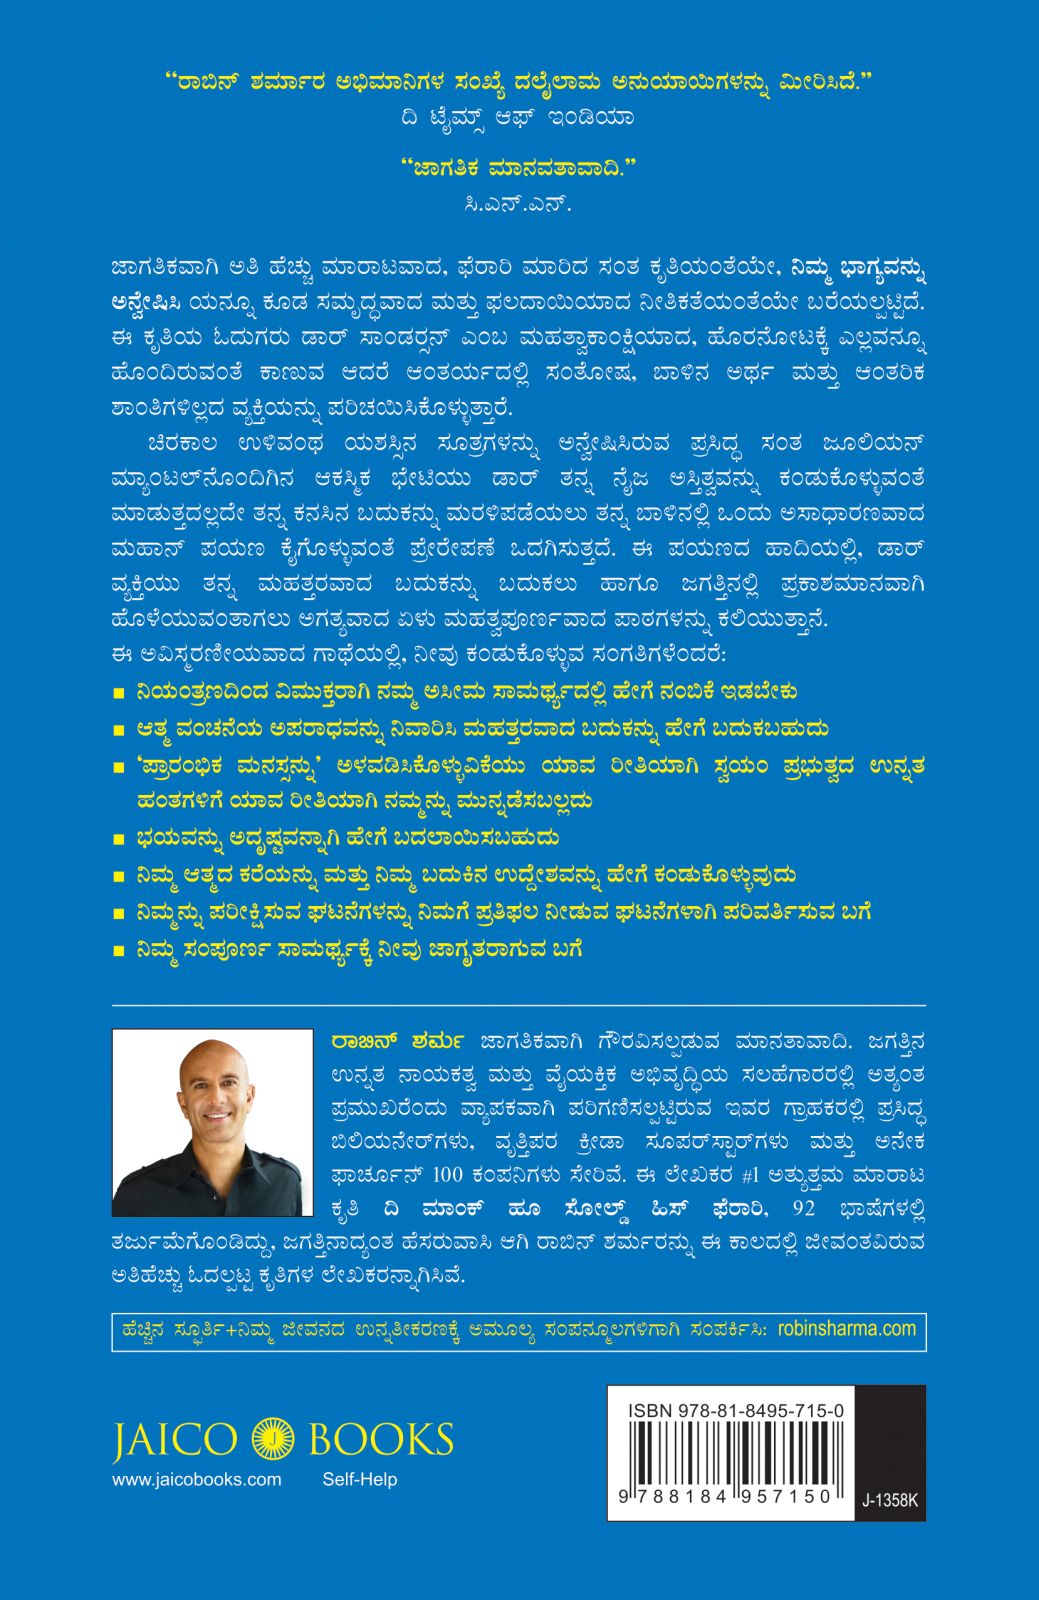 “ರಾಬಿನ್ ಶರ್ಮಾರ ಅಭಿಮಾನಿಗಳ ಸಂಖ್ಯೆ ದಲೈಲಾಮ ಅನುಯಾಯಿಗಳನ್ನು ಮೀರಿಸಿದೆ.”
ದಿ ಟೈಮ್ಸ್ ಆಫ್ ಇಂಡಿಯಾ
“ಜಾಗತಿಕ ಮಾನವತಾವಾದಿ.”
ಸಿ.ಎನ್.ಎನ್.
ಜಾಗತಿಕವಾಗಿ ಅತಿ ಹೆಚ್ಚು ಮಾರಾಟವಾದ, ಫೆರಾರಿ ಮಾರಿದ ಸಂತ ಕೃತಿಯಂತೆಯೇ, ನಿಮ್ಮ ಭಾಗ್ಯವನ್ನು
ಅನ್ವೇಷಿಸಿ ಯನ್ನೂ ಕೂಡ ಸಮೃದ್ಧವಾದ ಮತ್ತು ಫಲದಾಯಿಯಾದ ನೀತಿಕತೆಯಂತೆಯೇ ಬರೆಯಲ್ಪಟ್ಟಿದೆ.
ಈ ಕೃತಿಯ ಓದುಗರು ಡಾರ್ ಸಾಂಡರ್‍ಸನ್ ಎಂಬ ಮಹತ್ವಾಕಾಂಕ್ಷಿಯಾದ, ಹೊರನೋಟಕ್ಕೆ ಎಲ್ಲವನ್ನೂ
ಹೊಂದಿರುವಂತೆ ಕಾಣುವ ಆದರೆ ಆಂತರ್ಯದಲ್ಲಿ ಸಂತೋಷ, ಬಾಳಿನ ಅರ್ಥ ಮತ್ತು ಆಂತರಿಕ
ಶಾಂತಿಗಳಿಲ್ಲದ ವ್ಯಕ್ತಿಯನ್ನು ಪರಿಚಯಿಸಿಕೊಳ್ಳುತ್ತಾರೆ.
ಚಿರಕಾಲ ಉಳಿವಂಥ ಯಶಸ್ಸಿನ ಸೂತ್ರಗಳನ್ನು ಅನ್ವೇಷಿಸಿರುವ ಪ್ರಸಿದ್ಧ ಸಂತ ಜೂಲಿಯನ್
ಮ್ಯಾಂಟಲ್‌ನೊಂದಿಗಿನ ಆಕಸ್ಮಿಕ ಭೇಟಿಯು ಡಾರ್ ತನ್ನ ನೈಜ ಅಸ್ತಿತ್ವವನ್ನು ಕಂಡುಕೊಳ್ಳುವಂತೆ
ಮಾಡುತ್ತದಲ್ಲದೇ ತನ್ನ ಕನಸಿನ ಬದುಕನ್ನು ಮರಳಿಪಡೆಯಲು ತನ್ನ ಬಾಳಿನಲ್ಲಿ ಒಂದು ಅಸಾಧಾರಣವಾದ
ಮಹಾನ್ ಪಯಣ ಕೈಗೊಳ್ಳುವಂತೆ ಪ್ರೇರೇಪಣೆ ಒದಗಿಸುತ್ತದೆ. ಈ ಪಯಣದ ಹಾದಿಯಲ್ಲಿ, ಡಾರ್
ವ್ಯಕ್ತಿಯು ತನ್ನ ಮಹತ್ತರವಾದ ಬದುಕನ್ನು ಬದುಕಲು ಹಾಗೂ ಜಗತ್ತಿನಲ್ಲಿ ಪ್ರಕಾಶಮಾನವಾಗಿ
ಹೊಳೆಯುವಂತಾಗಲು ಅಗತ್ಯವಾದ ಏಳು ಮಹತ್ವಪೂರ್ಣವಾದ ಪಾಠಗಳನ್ನು ಕಲಿಯುತ್ತಾನೆ.
ಈ ಅವಿಸ್ಮರಣೀಯವಾದ ಗಾಥೆಯಲ್ಲಿ, ನೀವು ಕಂಡುಕೊಳ್ಳುವ ಸಂಗತಿಗಳೆಂದರೆ:
▪ ನಿಯಂತ್ರಣದಿಂದ ವಿಮುಕ್ತರಾಗಿ ನಮ್ಮ ಅಸೀಮ ಸಾಮರ್ಥ್ಯದಲ್ಲಿ ಹೇಗೆ ನಂಬಿಕೆ ಇಡಬೇಕು
▪ ಆತ್ಮ ವಂಚನೆಯ ಅಪರಾಧವನ್ನು ನಿವಾರಿಸಿ ಮಹತ್ತರವಾದ ಬದುಕನ್ನು ಹೇಗೆ ಬದುಕಬಹುದು
▪ ‘ಪ್ರಾರಂಭಿಕ ಮನಸ್ಸನ್ನು’ ಅಳವಡಿಸಿಕೊಳ್ಳುವಿಕೆಯು ಯಾವ ರೀತಿಯಾಗಿ ಸ್ವಯಂ ಪ್ರಭುತ್ವದ ಉನ್ನತ
ಹಂತಗಳಿಗೆ ಯಾವ ರೀತಿಯಾಗಿ ನಮ್ಮನ್ನು ಮುನ್ನಡೆಸಬಲ್ಲದು
▪ ಭಯವನ್ನು ಅದೃಷ್ಟವನ್ನಾಗಿ ಹೇಗೆ ಬದಲಾಯಿಸಬಹುದು
▪ ನಿಮ್ಮ ಆತ್ಮದ ಕರೆಯನ್ನು ಮತ್ತು ನಿಮ್ಮ ಬದುಕಿನ ಉದ್ದೇಶವನ್ನು ಹೇಗೆ ಕಂಡುಕೊಳ್ಳುವುದು
▪ ನಿಮ್ಮನ್ನು ಪರೀಕ್ಷಿಸುವ ಘಟನೆಗಳನ್ನು ನಿಮಗೆ ಪ್ರತಿಫಲ ನೀಡುವ ಘಟನೆಗಳಾಗಿ ಪರಿವರ್ತಿಸುವ ಬಗೆ
▪ ನಿಮ್ಮ ಸಂಪೂರ್ಣ ಸಾಮರ್ಥ್ಯಕ್ಕೆ ನೀವು ಜಾಗೃತರಾಗುವ ಬಗೆ
ರಾಬಿನ್ ಶರ್ಮ ಜಾಗತಿಕವಾಗಿ ಗೌರವಿಸಲ್ಪಡುವ ಮಾನತಾವಾದಿ. ಜಗತ್ತಿನ
ಉನ್ನತ ನಾಯಕತ್ವ ಮತ್ತು ವೈಯಕ್ತಿಕ ಅಭಿವೃದ್ಧಿಯ ಸಲಹೆಗಾರರಲ್ಲಿ ಅತ್ಯಂತ
ಪ್ರಮುಖರೆಂದು ವ್ಯಾಪಕವಾಗಿ ಪರಿಗಣಿಸಲ್ಪಟ್ಟಿರುವ ಇವರ ಗ್ರಾಹಕರಲ್ಲಿ ಪ್ರಸಿದ್ಧ
ಬಿಲಿಯನೇರ್‌ಗಳು, ವೃತ್ತಿಪರ ಕ್ರೀಡಾ ಸೂಪರ್‌ಸ್ಟಾರ್‌ಗಳು ಮತ್ತು ಅನೇಕ
ಫಾರ್ಚೂನ್ 100 ಕಂಪನಿಗಳು ಸೇರಿವೆ. ಈ ಲೇಖಕರ #1 ಅತ್ಯುತ್ತಮ ಮಾರಾಟ
ಕೃತಿ ದಿ ಮಾಂಕ್ ಹೂ ಸೋಲ್ಡ್ ಹಿಸ್ ಫೆರಾರಿ, 92 ಭಾಷೆಗಳಲ್ಲಿ
ತರ್ಜುಮೆಗೊಂಡಿದ್ದು, ಜಗತ್ತಿನಾದ್ಯಂತ ಹೆಸರುವಾಸಿ ಆಗಿ ರಾಬಿನ್ ಶರ್ಮರನ್ನು ಈ ಕಾಲದಲ್ಲಿ ಜೀವಂತವಿರುವ
ಅತಿಹೆಚ್ಚು ಓದಲ್ಪಟ್ಟ ಕೃತಿಗಳ ಲೇಖಕರನ್ನಾಗಿಸಿವೆ.
ಹೆಚ್ಚಿನ ಸ್ಫೂರ್ತಿ+ನಿಮ್ಮ ಜೀವನದ ಉನ್ನತೀಕರಣಕ್ಕೆ ಅಮೂಲ್ಯ ಸಂಪನ್ಮೂಲಗಳಿಗಾಗಿ ಸಂಪರ್ಕಿಸಿ: robinsharma.com
JAICO J BOOKS
www.jaicobooks.com Self-Help
ISBN 978-81-8495-715-0
9 788184 957150
J-1358K